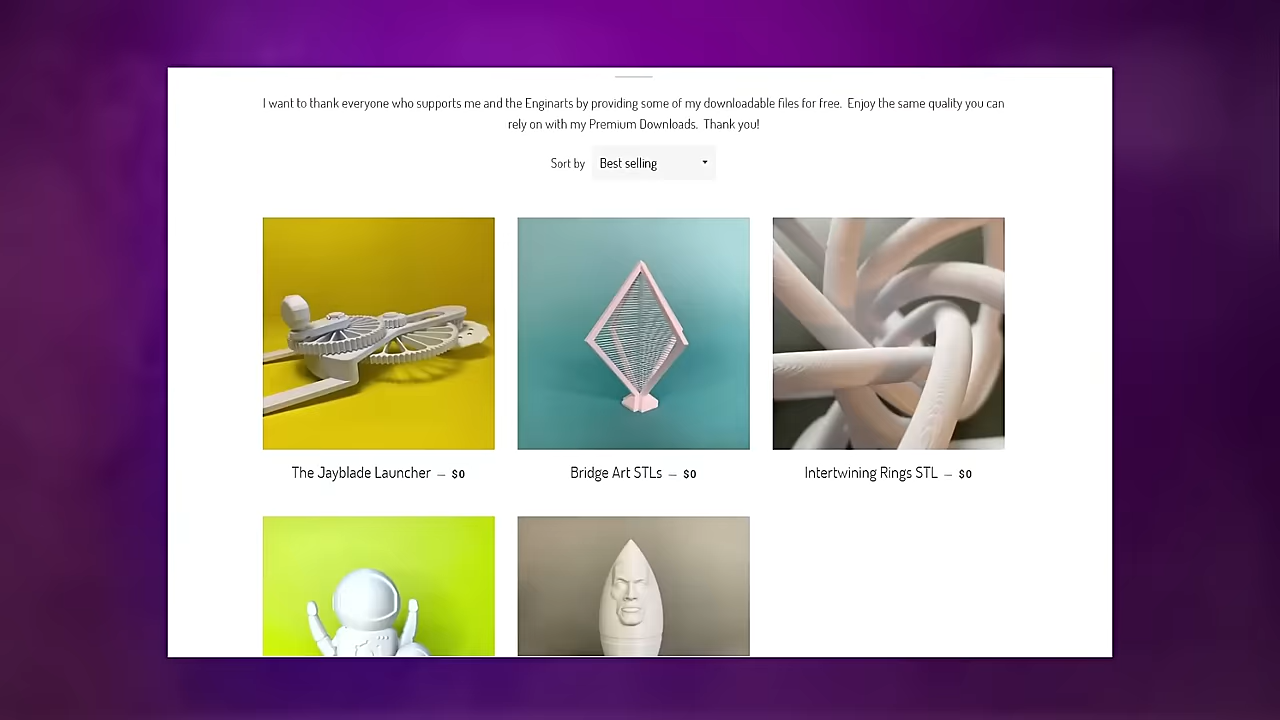 I want to thank everyone who supports me and the Enginarts by providing some of my downloadable files for free. Enjoy the same quality you can
rely on with my Premium Downloads. Thank you!
Sort by Best selling
The Jayblade Launcher — $0
Bridge Art STLs — $0
Intertwining Rings STL — $0